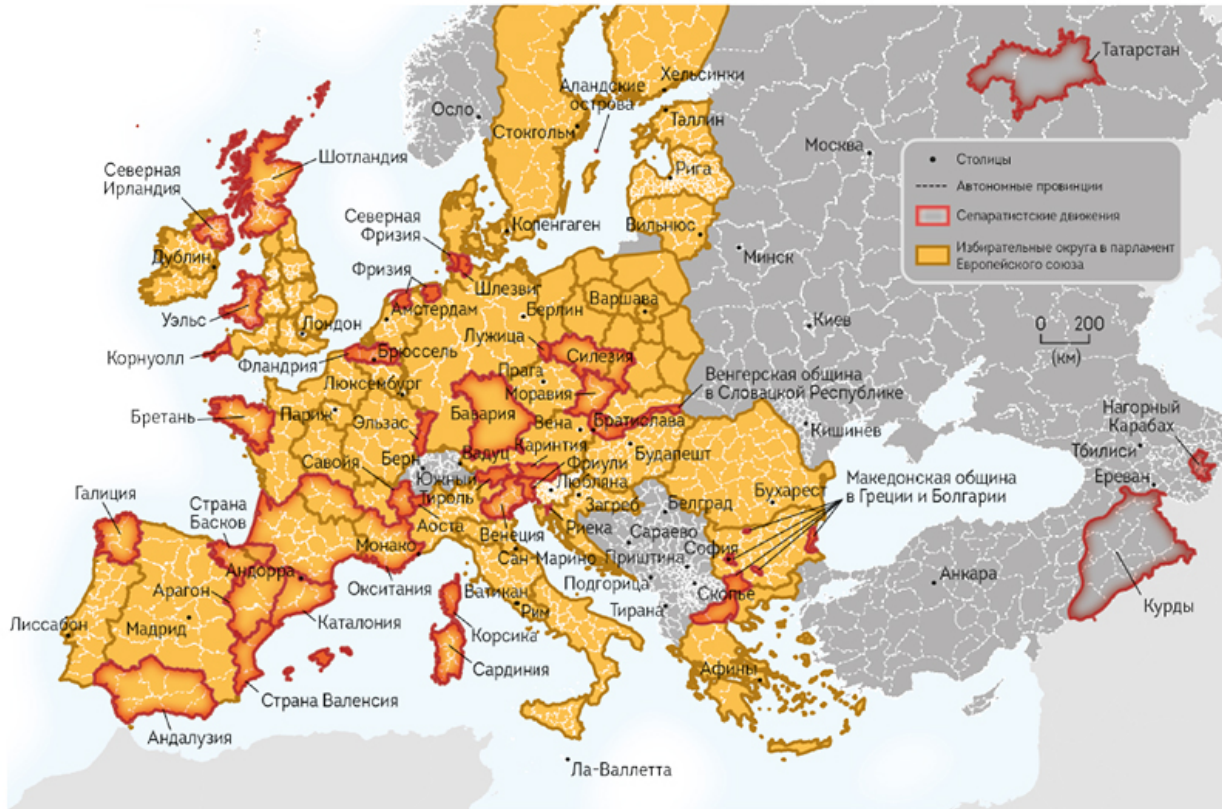 Татарстан
Хельсинки
Аландские
острова
Осло
Таллин
Стокгольм
Москва
Столицы
Автономные провинции
Сепаратистские движения
Избирательные округа в парламент
Европейского союза
Шотландия
Северная
Ирландия
Рига
Северная
Фризия
Копенгаген
Вильнюс
Дублин
Минск
Фризия
Шлезвиг
Амстердам
Берлин
Варшава
Уэльс
Лондон
Киев
0 200
(км)
Лужица
Корнуолл
Фландрия
Брюссель
Силезия
Прага
Люксембург
Моравия
Венгерская община
в Словацкой Республике
Бретань
Париж
Эльзас
Бавария
Вена
Братислава
Нагорный
Карабах
Кишинев
Берн
Вадуц
Каринтия
Будапешт
Тбилиси
Савойя
Южный
Тироль
Фриули
Любляна
Македонская община
в Греции и Болгарии
Ереван
Галиция
Страна
Басков
Аоста
Загреб
Белград
Бухарест
Венеция
Риека
Сараево
Монако
Сан-Марино
Приштина
София
Андорра
Окситания
Подгорица
Анкара
Арагон
Ватикан
Скопье
Рим
Тирана
Курды
Лиссабон
Мадрид
Каталония
Корсика
Сардиния
Афины
Страна Валенсия
Андалузия
Ла-Валлетта